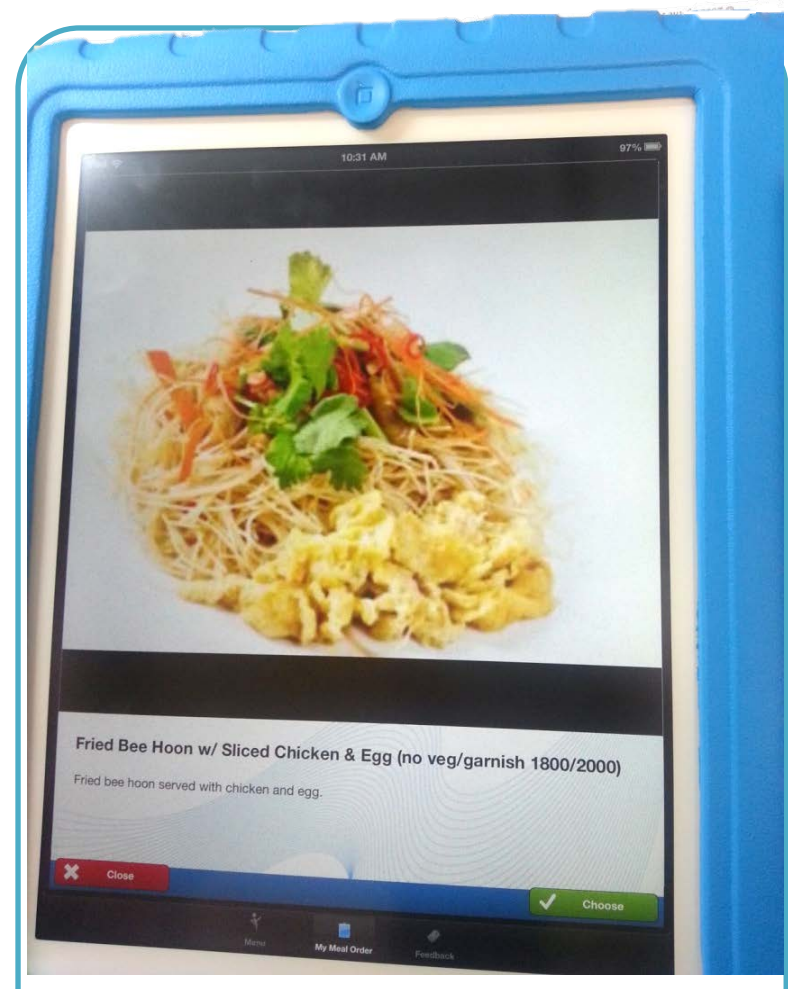 10:31 AM
97%
Fried Bee Hoon w/ Sliced Chicken & Egg (no veg/garnish 1800/2000)
Fried bee hoon served with chicken and egg.
Close
Choose
Menu
My Meal Order
Feedback